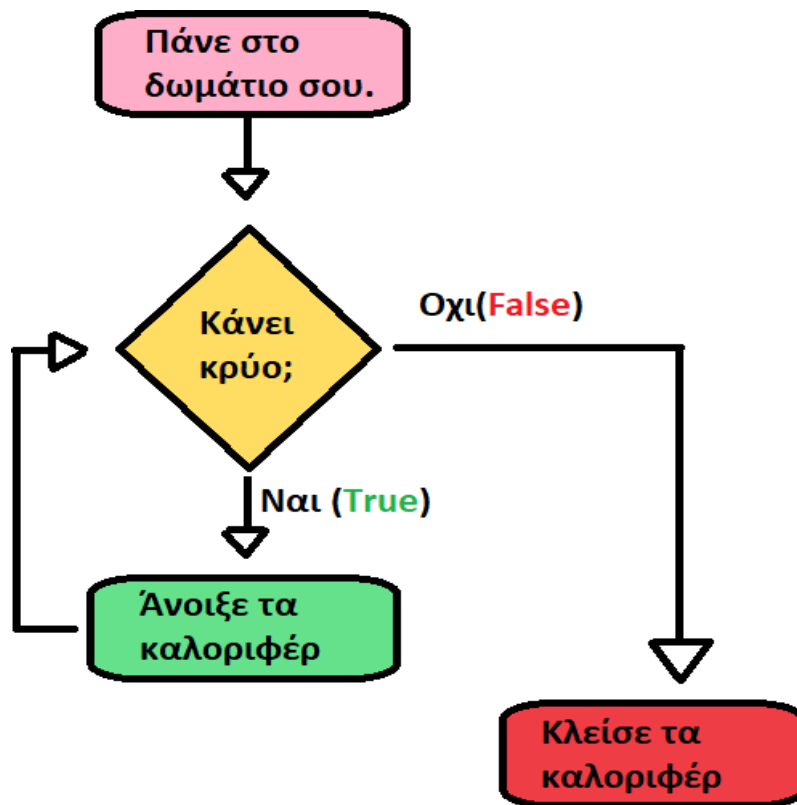 Πάνε στο
δωμάτιο σου.
Κάνει
κρύο;
Οχι(False)
Ναι (True)
Άνοιξε τα
καλοριφέρ
Κλείσε τα
καλοριφέρ